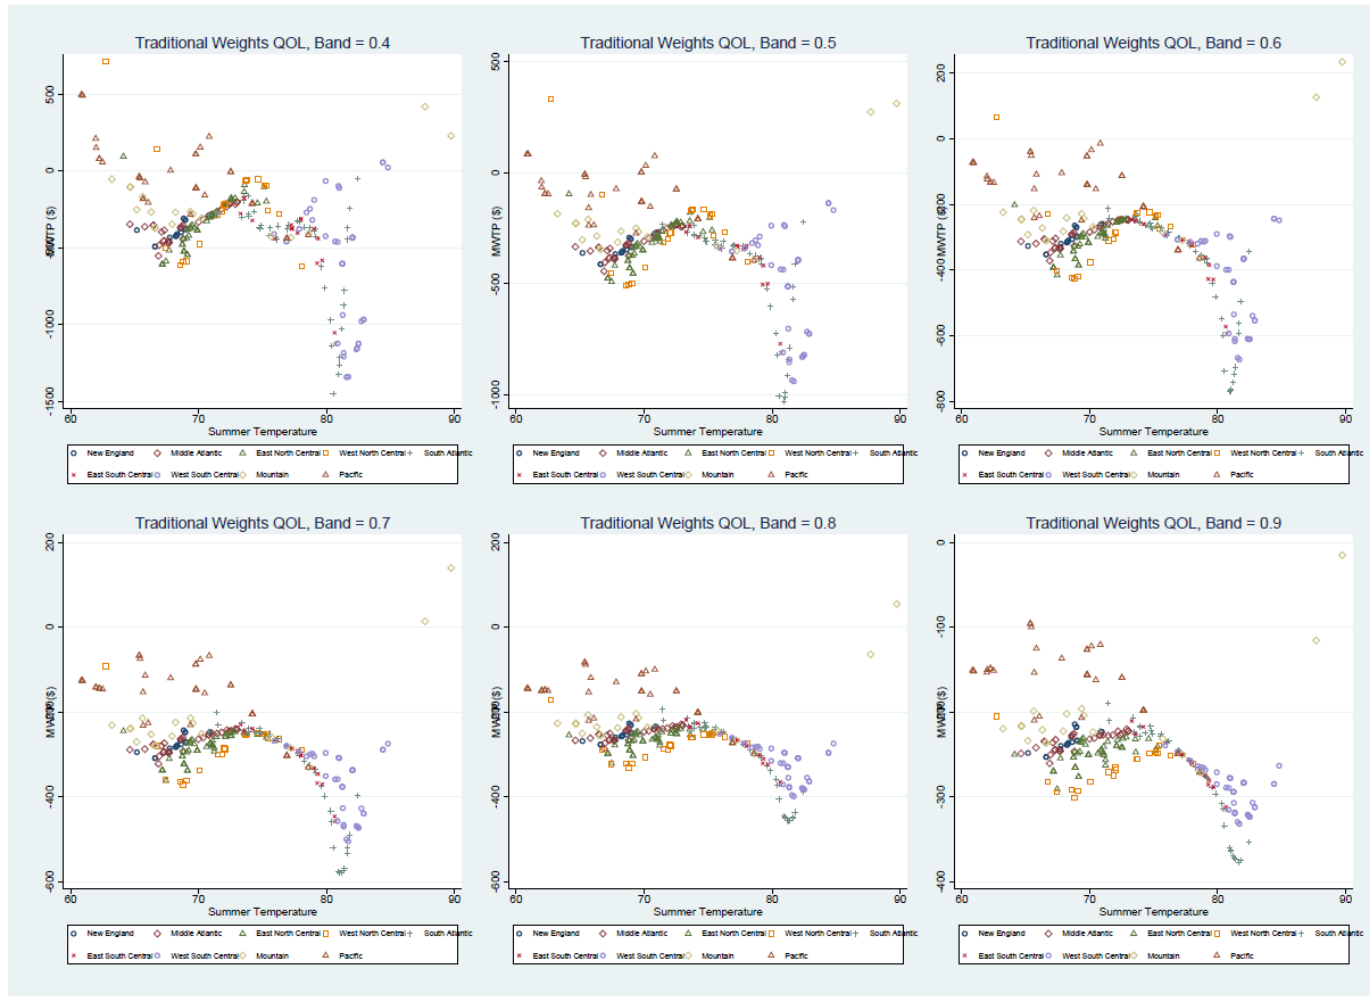 Traditional Weights QOL, Band = 0.4
500
0
-500
-1000
-1500
MWTP ($)
60 70 80 90
Summer Temperature
New England Middle Atlantic East North Central West North Central South Atlantic
East South Central West South Central Mountain Pacific
Traditional Weights QOL, Band = 0.5
500
0
-500
-1000
MWTP ($)
60 70 80 90
Summer Temperature
New England Middle Atlantic East North Central West North Central South Atlantic
East South Central West South Central Mountain Pacific
Traditional Weights QOL, Band = 0.6
200
0
-200
-400
-600
-800
MWTP ($)
60 70 80 90
Summer Temperature
New England Middle Atlantic East North Central West North Central South Atlantic
East South Central West South Central Mountain Pacific
Traditional Weights QOL, Band = 0.7
200
0
-200
-400
-600
MWTP ($)
60 70 80 90
Summer Temperature
New England Middle Atlantic East North Central West North Central South Atlantic
East South Central West South Central Mountain Pacific
Traditional Weights QOL, Band = 0.8
200
0
-200
-400
-600
MWTP ($)
60 70 80 90
Summer Temperature
New England Middle Atlantic East North Central West North Central South Atlantic
East South Central West South Central Mountain Pacific
Traditional Weights QOL, Band = 0.9
0
-100
-200
-300
-400
MWTP ($)
60 70 80 90
Summer Temperature
New England Middle Atlantic East North Central West North Central South Atlantic
East South Central West South Central Mountain Pacific